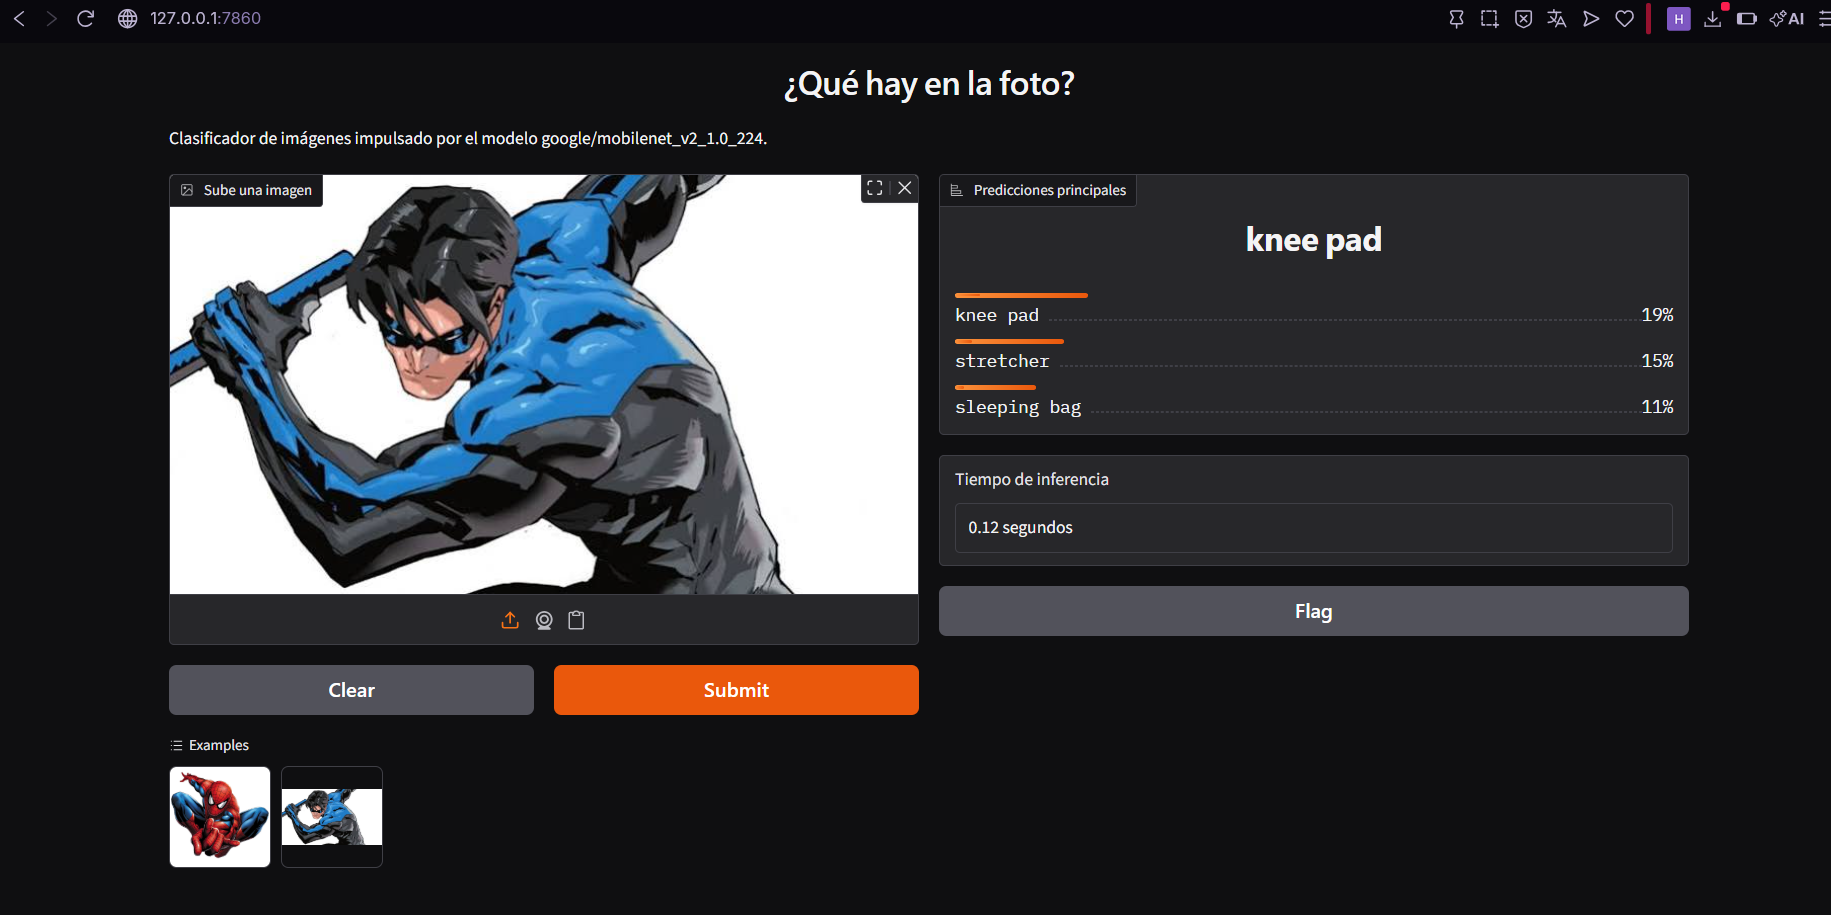 127.0.0.1:7860
H
AI
¿Qué hay en la foto?
Clasificador de imágenes impulsado por el modelo google/mobilenet_v2_1.0_224.
Sube una imagen
Clear
Submit
Examples
Predicciones principales
knee pad
knee pad 19%
stretcher 15%
sleeping bag 11%
Tiempo de inferencia
0.12 segundos
Flag